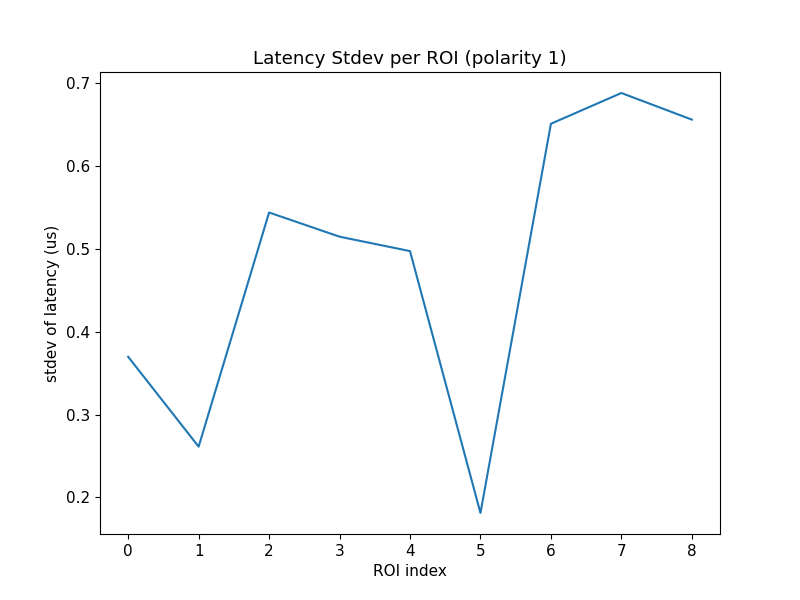 Latency Stdev per ROI (polarity 1)
stdev of latency (us)
0.7
0.6
0.5
0.4
0.3
0.2
0 1 2 3 4 5 6 7 8
ROI index